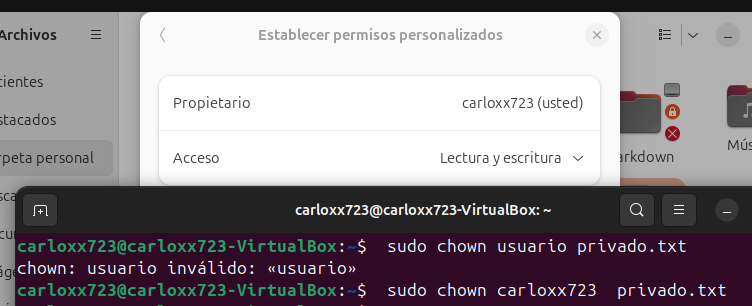 Archivos
Establecer permisos personalizados
cientes
stacados
rpeta personal
Propietario
carloxx723 (usted)
Acceso
Lectura y escritura
arkdown
Mús
carloxx723@carloxx723-VirtualBox: ~
carloxx723@carloxx723-VirtualBox:~$ sudo chown usuario privado.txt
chown: usuario inválido: «usuario»
carloxx723@carloxx723-VirtualBox:~$ sudo chown carloxx723  privado.txt